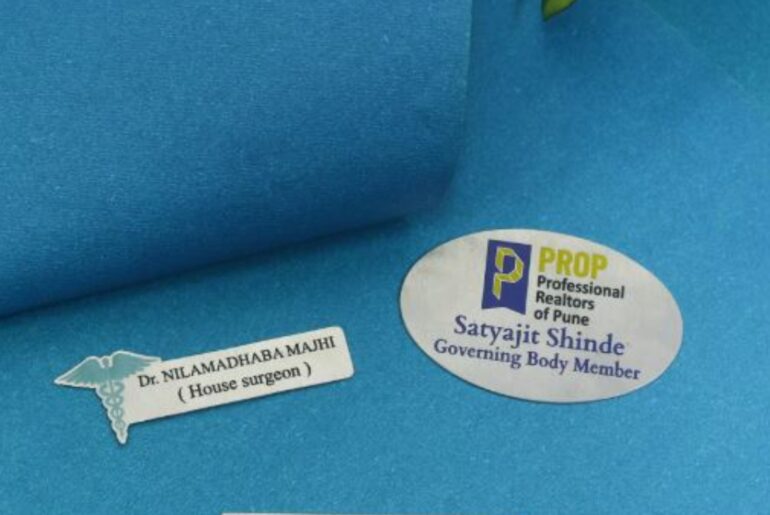 Dr. NILAMADHABA MAJHI
( House surgeon )
P
PROP
Professional
Realtors
of Pune
Satyajit Shinde
Governing Body Member